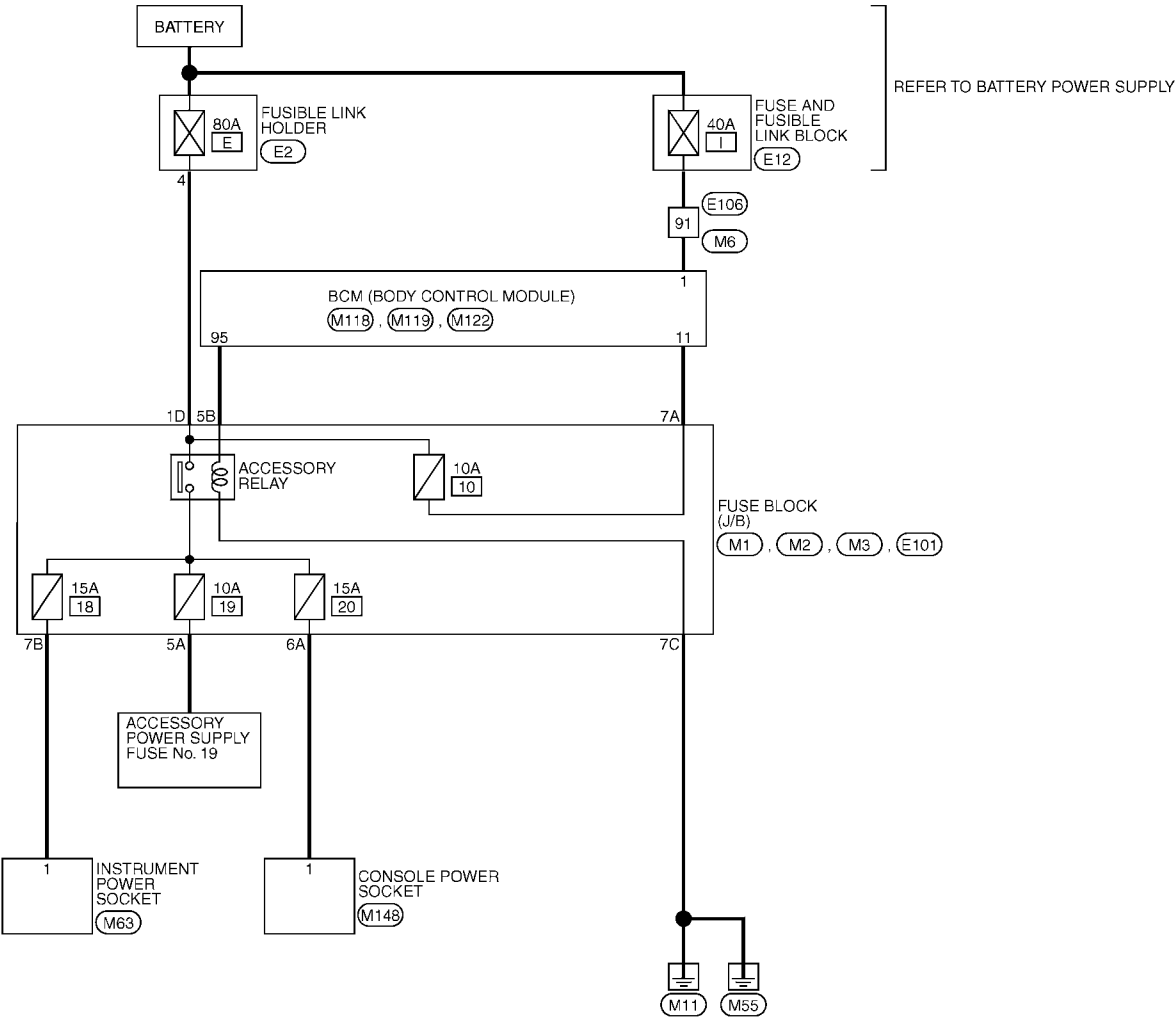 BATTERY
REFER TO BATTERY POWER SUPPLY
80A
E
FUSIBLE LINK
HOLDER
E2
4
40A
I
FUSE AND
FUSIBLE
LINK BLOCK
E12
91
E106
M6
1
BCM (BODY CONTROL MODULE)
M118 , M119 , M122
95
11
1D
5B
7A
ACCESSORY
RELAY
10A
10
FUSE BLOCK
(J/B)
M1 , M2 , M3 , E101
15A
18
10A
19
15A
20
7B
5A
6A
7C
ACCESSORY
POWER SUPPLY
FUSE No. 19
1
INSTRUMENT
POWER
SOCKET
M63
1
CONSOLE POWER
SOCKET
M148
M11
M55